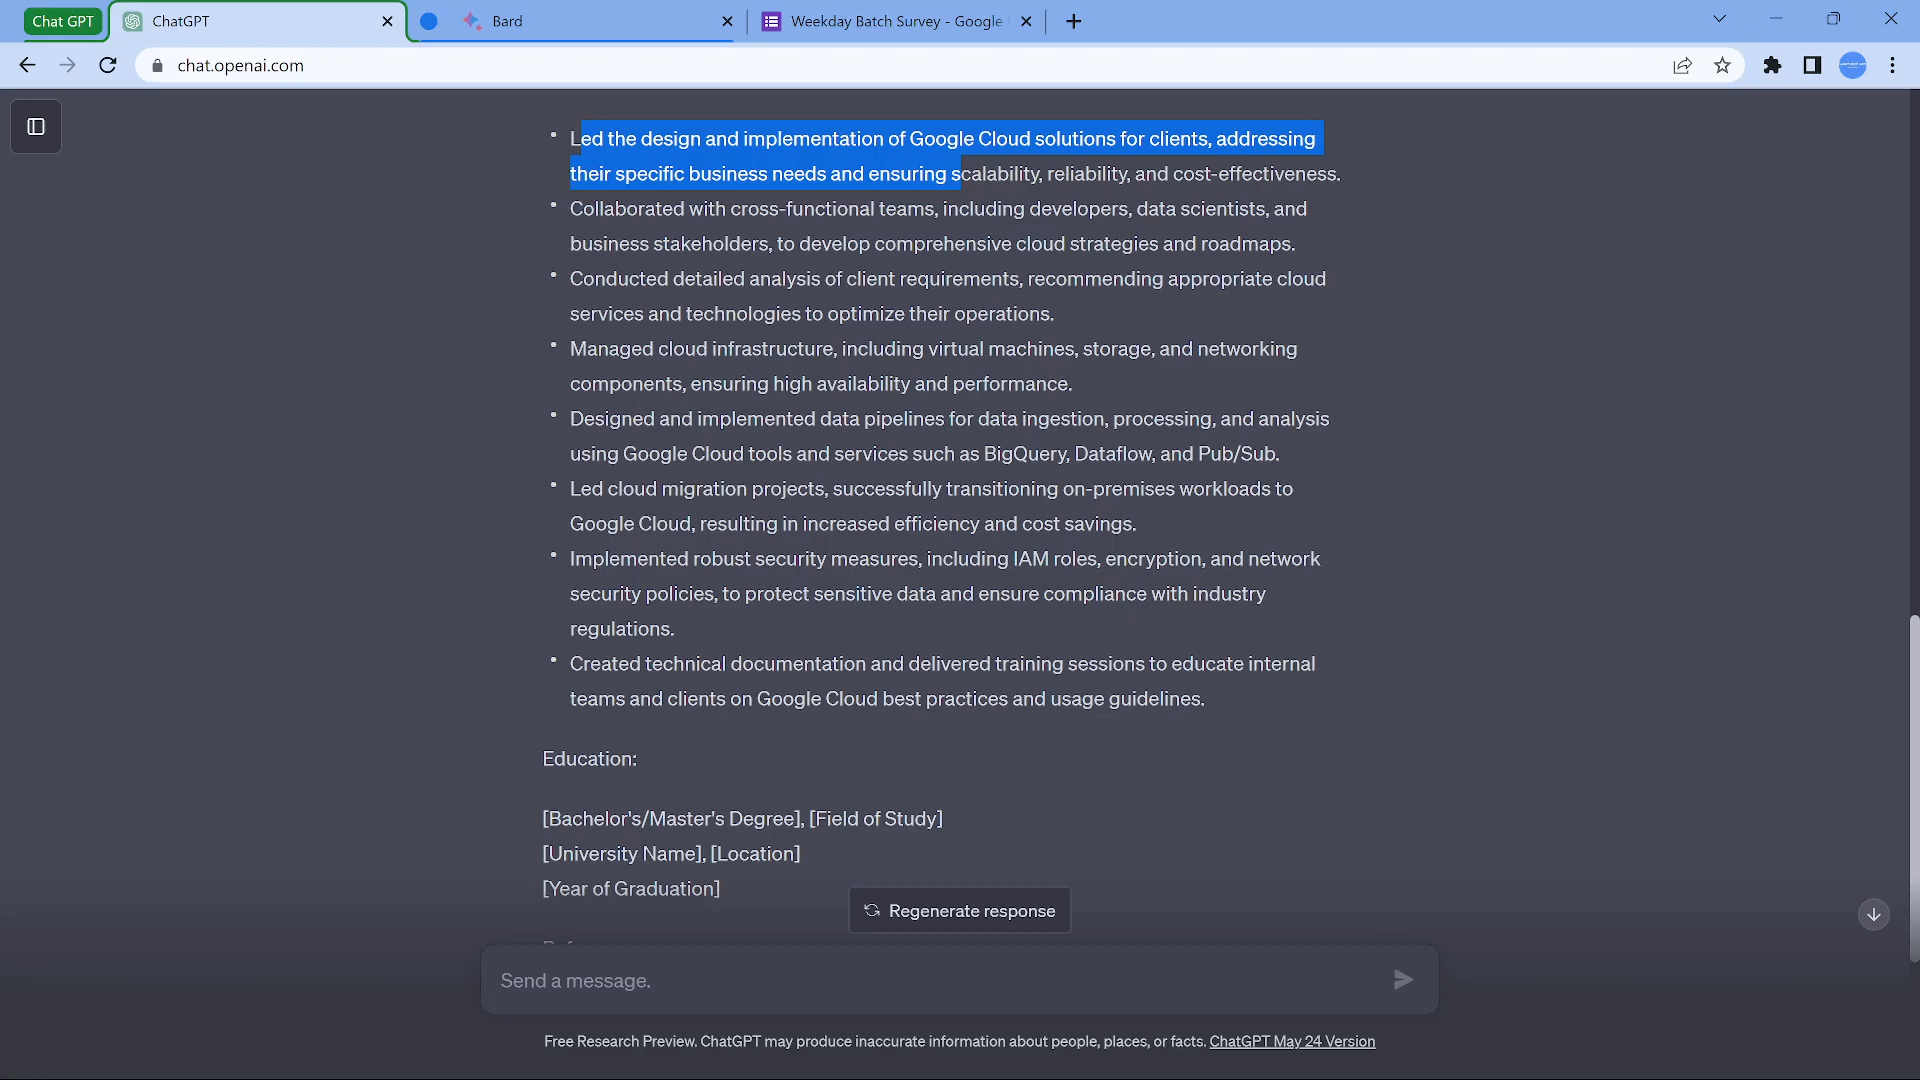 Chat GPT
ChatGPT
Bard
Weekday Batch Survey - Google
chat.openai.com
• Led the design and implementation of Google Cloud solutions for clients, addressing
their specific business needs and ensuring scalability, reliability, and cost-effectiveness.
• Collaborated with cross-functional teams, including developers, data scientists, and
business stakeholders, to develop comprehensive cloud strategies and roadmaps.
• Conducted detailed analysis of client requirements, recommending appropriate cloud
services and technologies to optimize their operations.
• Managed cloud infrastructure, including virtual machines, storage, and networking
components, ensuring high availability and performance.
• Designed and implemented data pipelines for data ingestion, processing, and analysis
using Google Cloud tools and services such as BigQuery, Dataflow, and Pub/Sub.
• Led cloud migration projects, successfully transitioning on-premises workloads to
Google Cloud, resulting in increased efficiency and cost savings.
• Implemented robust security measures, including IAM roles, encryption, and network
security policies, to protect sensitive data and ensure compliance with industry
regulations.
• Created technical documentation and delivered training sessions to educate internal
teams and clients on Google Cloud best practices and usage guidelines.
Education:
[Bachelor's/Master's Degree], [Field of Study]
[University Name], [Location]
[Year of Graduation]
Regenerate response
Send a message.
Free Research Preview. ChatGPT may produce inaccurate information about people, places, or facts. ChatGPT May 24 Version